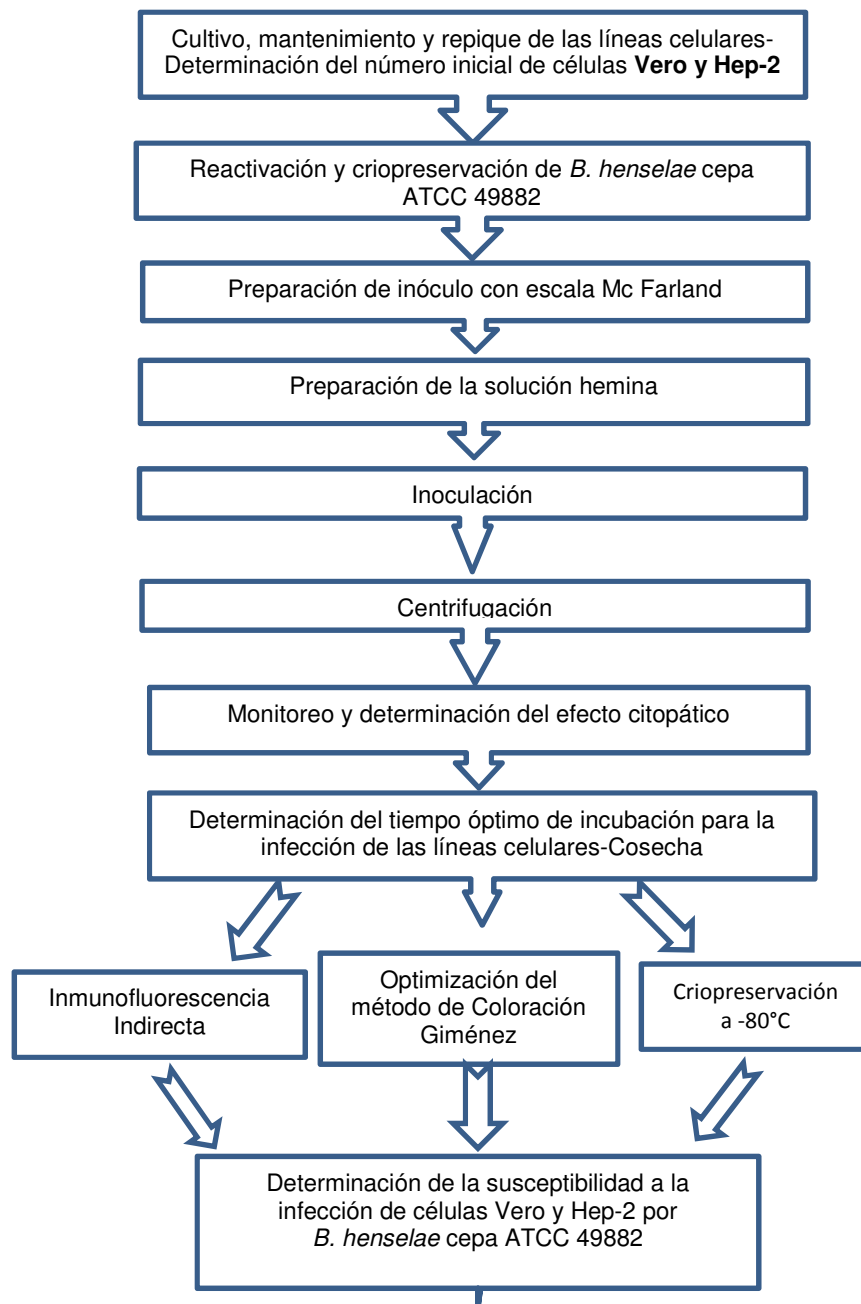 Cultivo, mantenimiento y repique de las líneas celulares-
Determinación del número inicial de células Vero y Hep-2
Reactivación y criopreservación de B. henselae cepa
ATCC 49882
Preparación de inóculo con escala Mc Farland
Preparación de la solución hemina
Inoculación
Centrifugación
Monitoreo y determinación del efecto citopático
Determinación del tiempo óptimo de incubación para la
infección de las líneas celulares-Cosecha
Inmunofluorescencia
Indirecta
Optimización del
método de Coloración
Giménez
Criopreservación
a -80°C
Determinación de la susceptibilidad a la
infección de células Vero y Hep-2 por
B. henselae cepa ATCC 49882